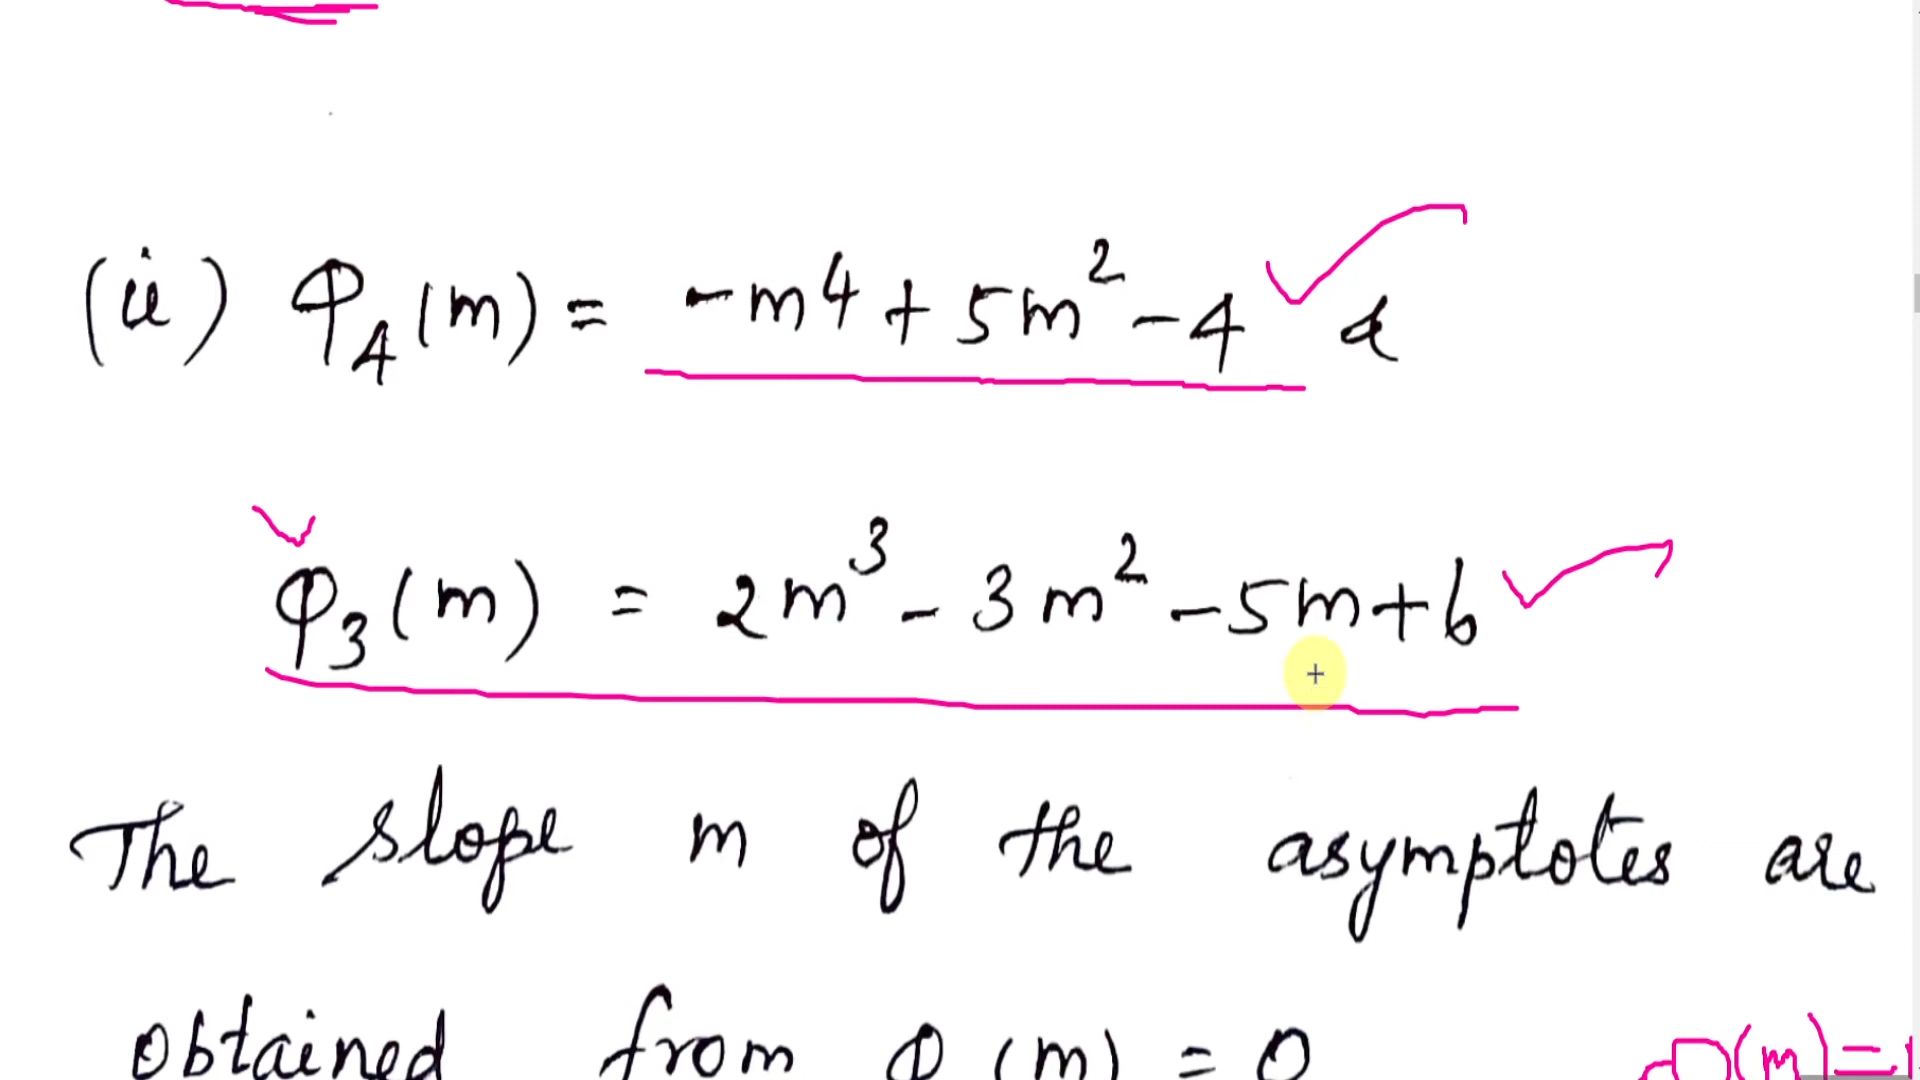 (ii) φ₄(m) = -m⁴ + 5m² - 4 &
φ₃(m) = 2m³ - 3m² - 5m + 6
The slope m of the asymptotes are
obtained from φ (m) = 0
φ(m) =